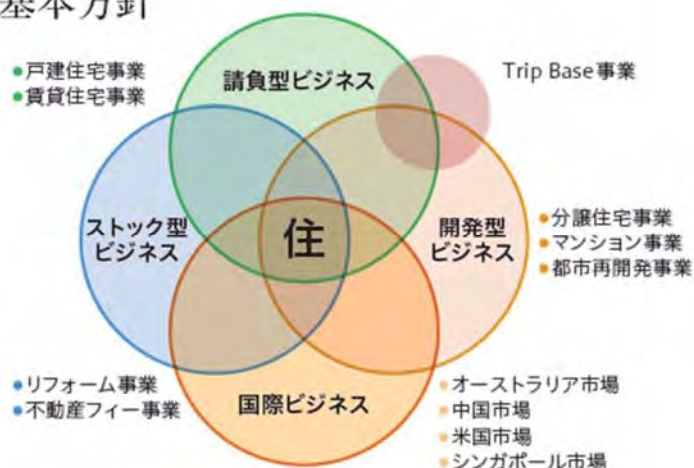 基本方針
•戸建住宅事業
•賃貸住宅事業
請負型ビジネス
Trip Base事業
ストック型
ビジネス
住
開発型
ビジネス
•分譲住宅事業
•マンション事業
•都市再開発事業
•リフォーム事業
•不動産フィー事業
国際ビジネス
•オーストラリア市場
•中国市場
•米国市場
•シンガポール市場